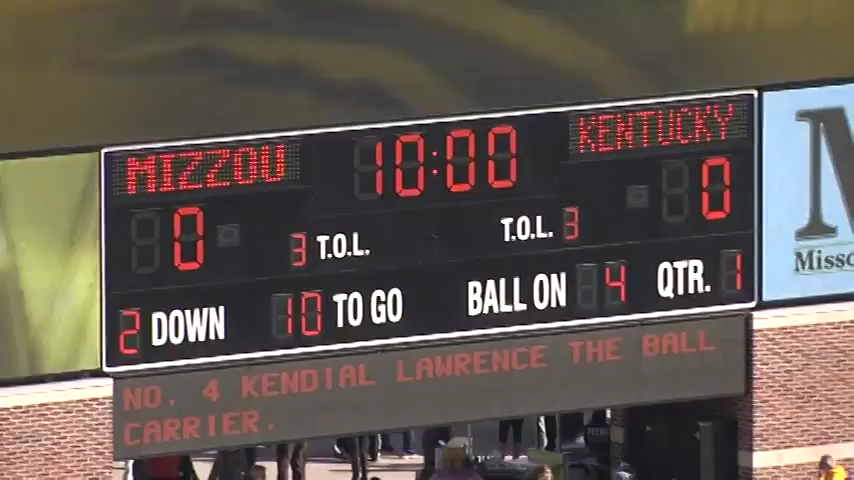 MIZZOU 10:00 KENTUCKY
0 3 T.O.L. T.O.L. 3 0
2 DOWN 10 TO GO BALL ON 4 QTR. 1
NO. 4 KENDIAL LAWRENCE THE BALL
CARRIER.
M